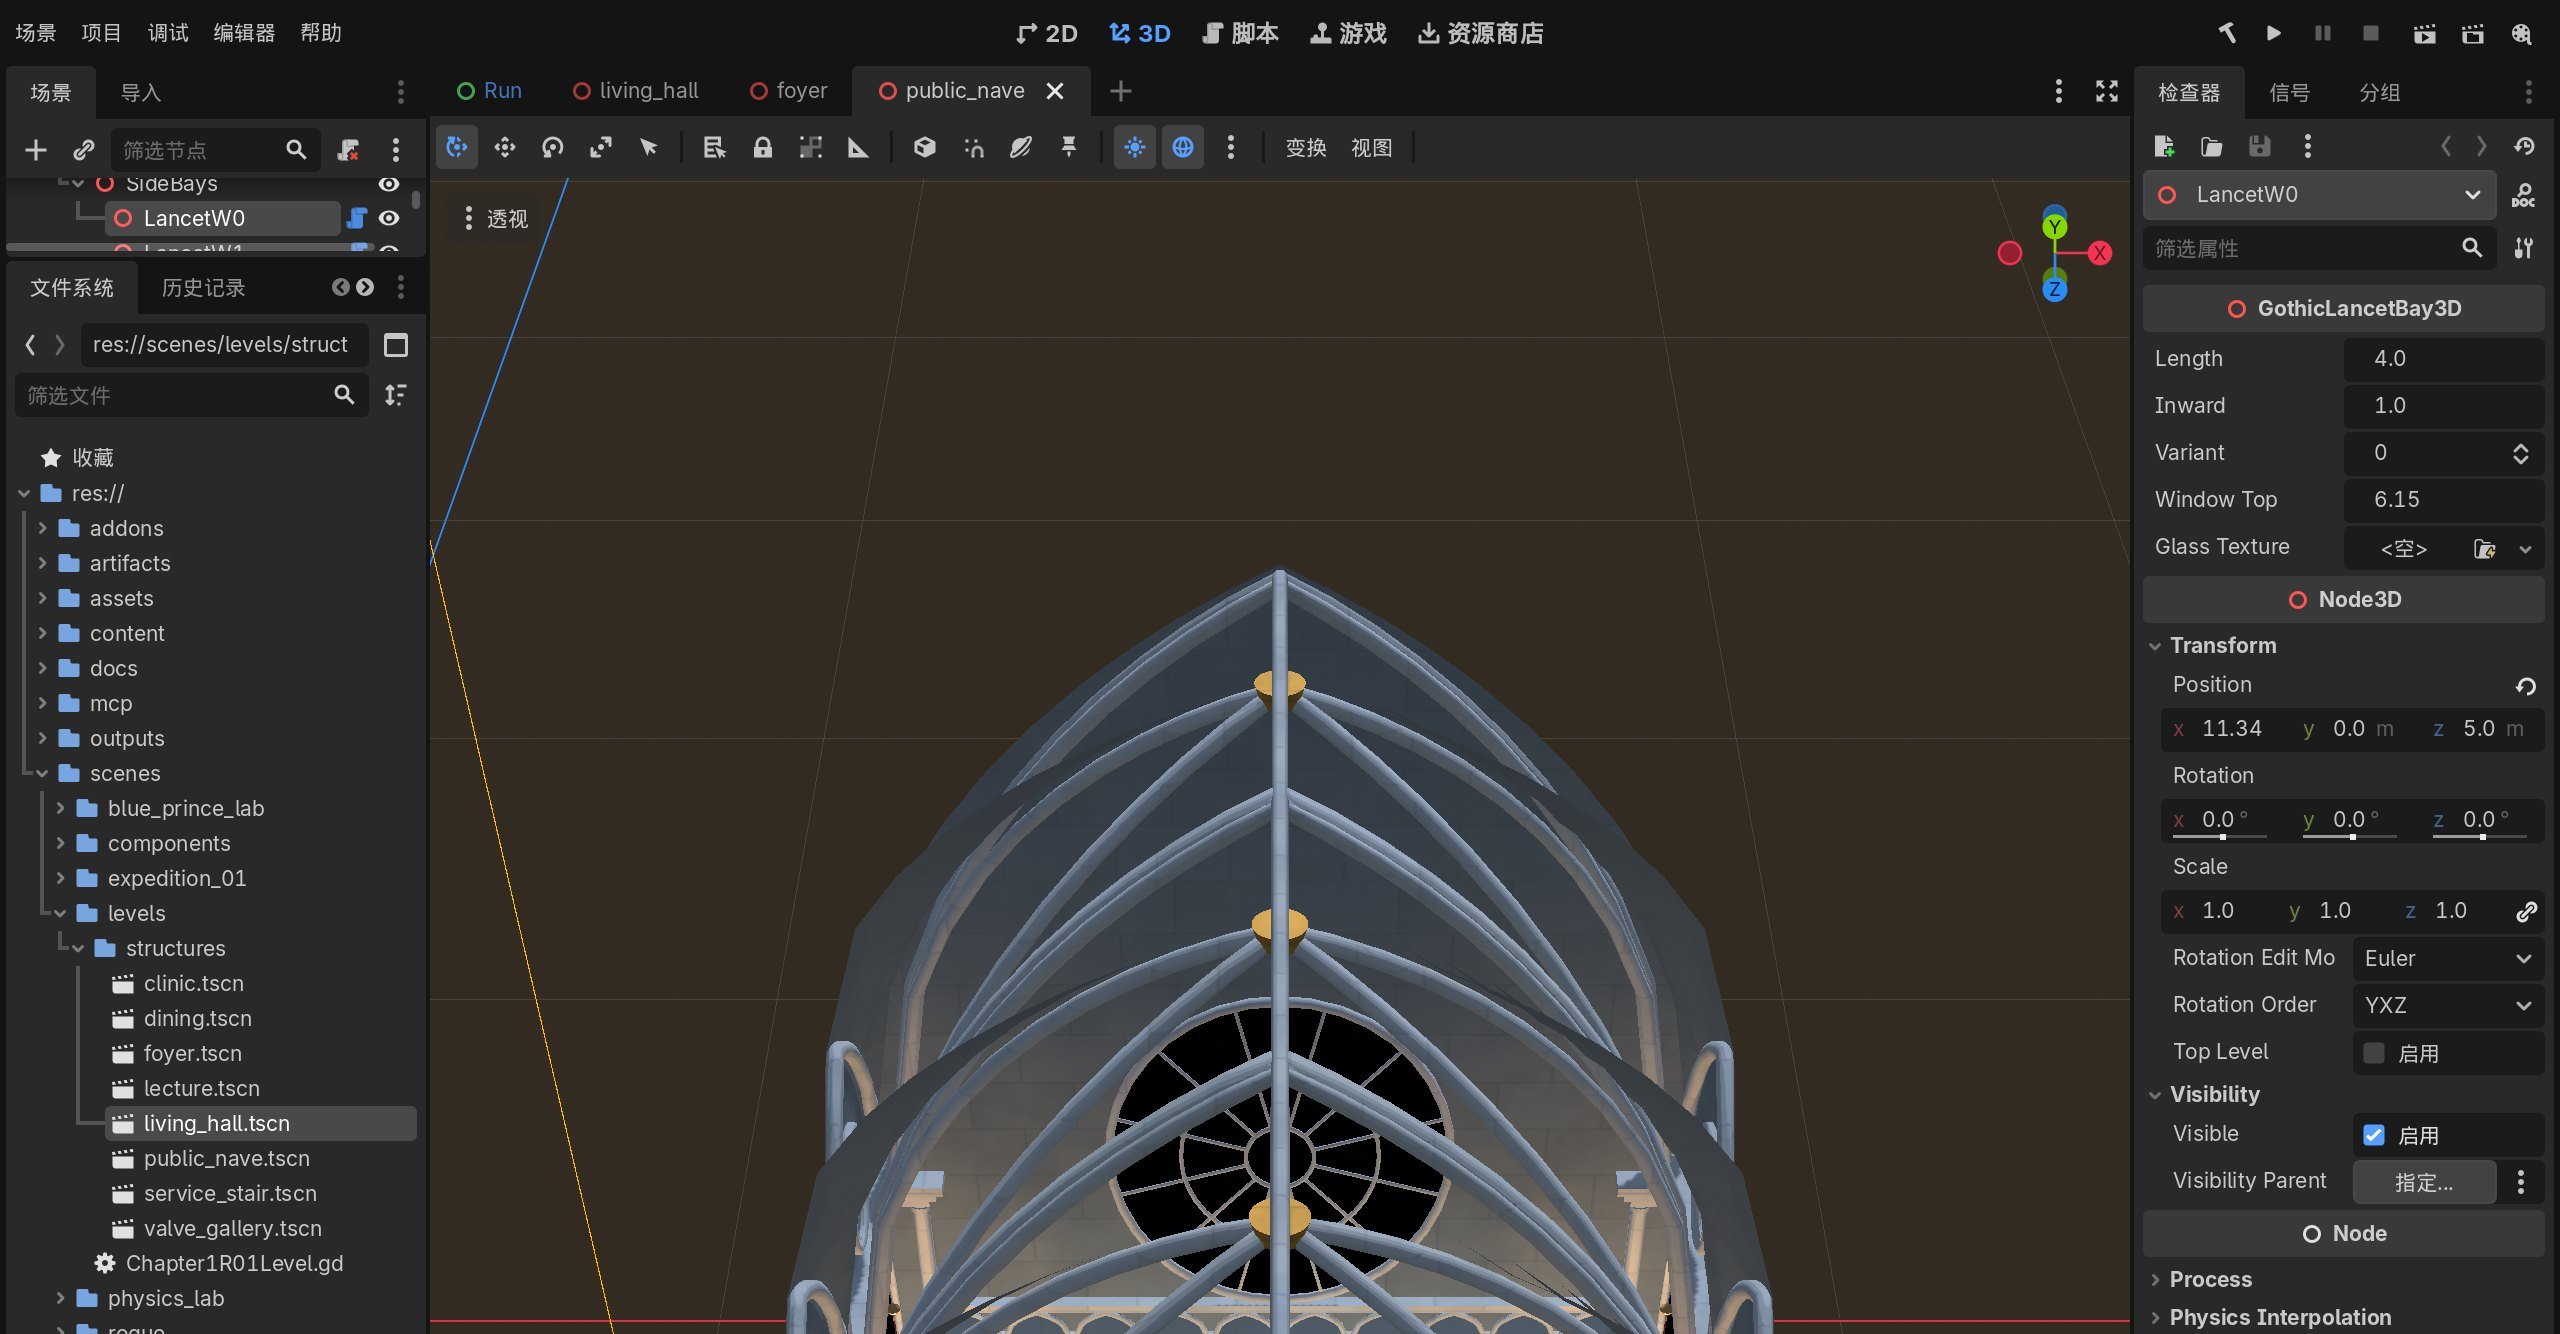 场景 项目 调试 编辑器 帮助
2D 3D 脚本 游戏 资源商店
场景 导入
筛选节点
SideBays
LancetW0
LancetW1
文件系统 历史记录
res://scenes/levels/struct
筛选文件
收藏
res://
addons
artifacts
assets
content
docs
mcp
outputs
scenes
blue_prince_lab
components
expedition_01
levels
structures
clinic.tscn
dining.tscn
foyer.tscn
lecture.tscn
living_hall.tscn
public_nave.tscn
service_stair.tscn
valve_gallery.tscn
Chapter1R01Level.gd
physics_lab
rogue
Run living_hall foyer public_nave
变换 视图
透视
Y
X
Z
检查器 信号 分组
LancetW0
DOC
筛选属性
GothicLancetBay3D
Length 4.0
Inward 1.0
Variant 0
Window Top 6.15
Glass Texture <空>
Node3D
Transform
Position
x 11.34 y 0.0 m z 5.0 m
Rotation
x 0.0 ° y 0.0 ° z 0.0 °
Scale
x 1.0 y 1.0 z 1.0
Rotation Edit Mo Euler
Rotation Order YXZ
Top Level 启用
Visibility
Visible 启用
Visibility Parent 指定...
Node
Process
Physics Interpolation